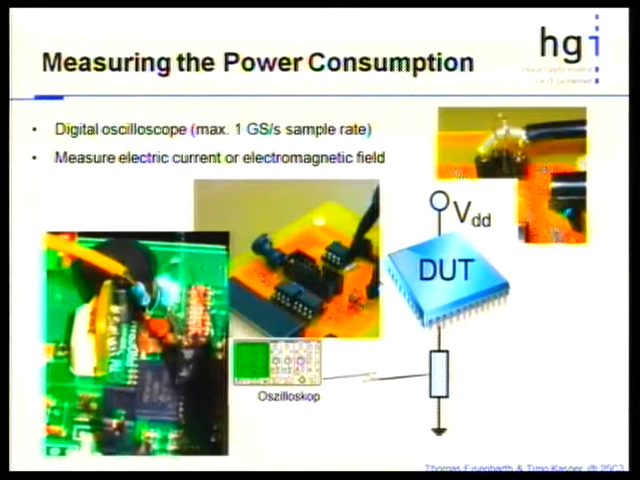 hgi
Measuring the Power Consumption
• Digital oscilloscope (max. 1 GS/s sample rate)
• Measure electric current or electromagnetic field
Vdd
DUT
Oszilloskop
Thomas Eisenbarth & Timo Kasper, @